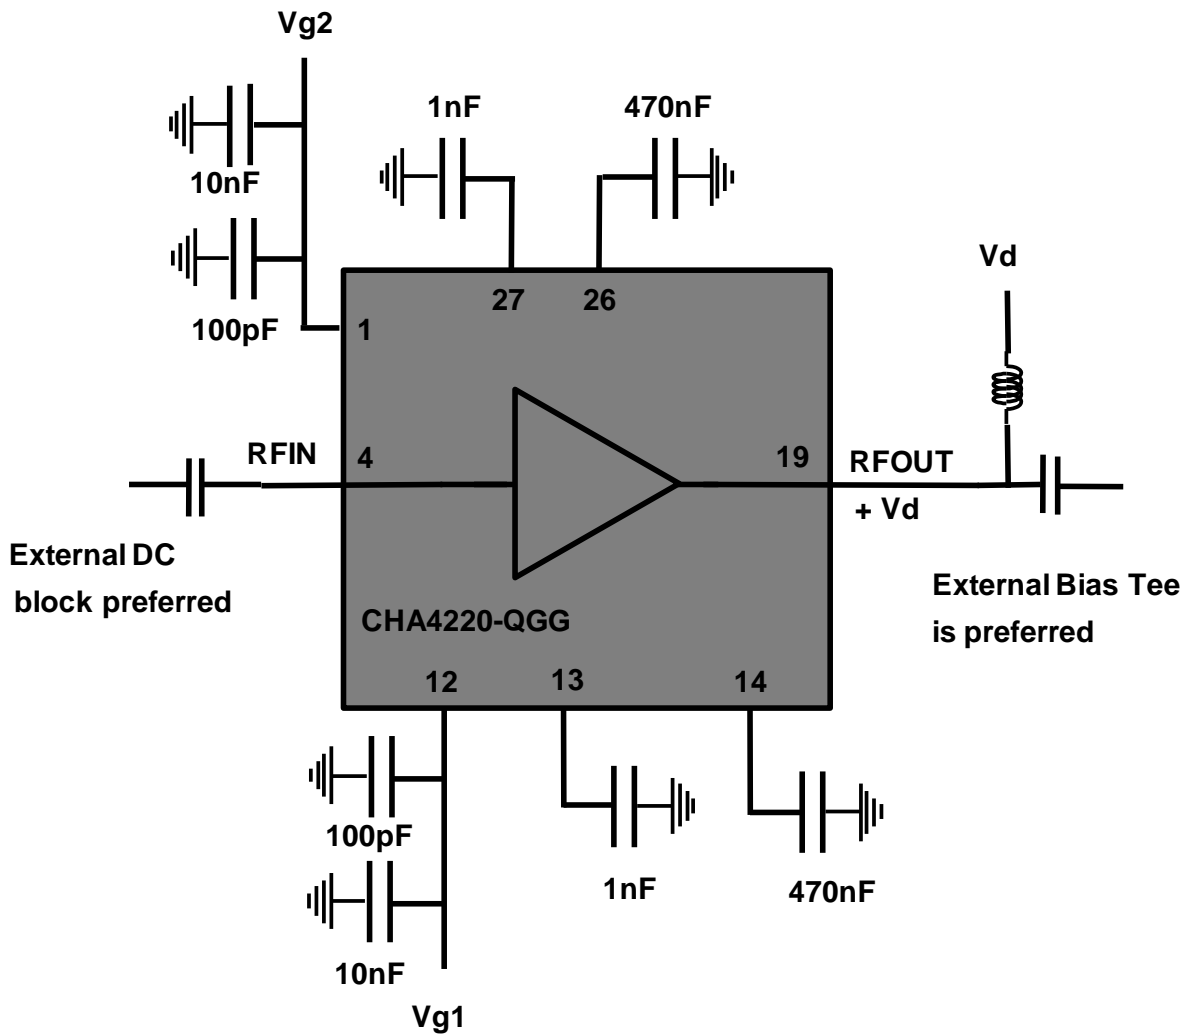 Vg2
1nF
470nF
10nF
Vd
27
26
100pF
1
RFIN
4
19
RFOUT
+ Vd
External DC
block preferred
External Bias Tee
is preferred
CHA4220-QGG
12
13
14
100pF
1nF
470nF
10nF
Vg1